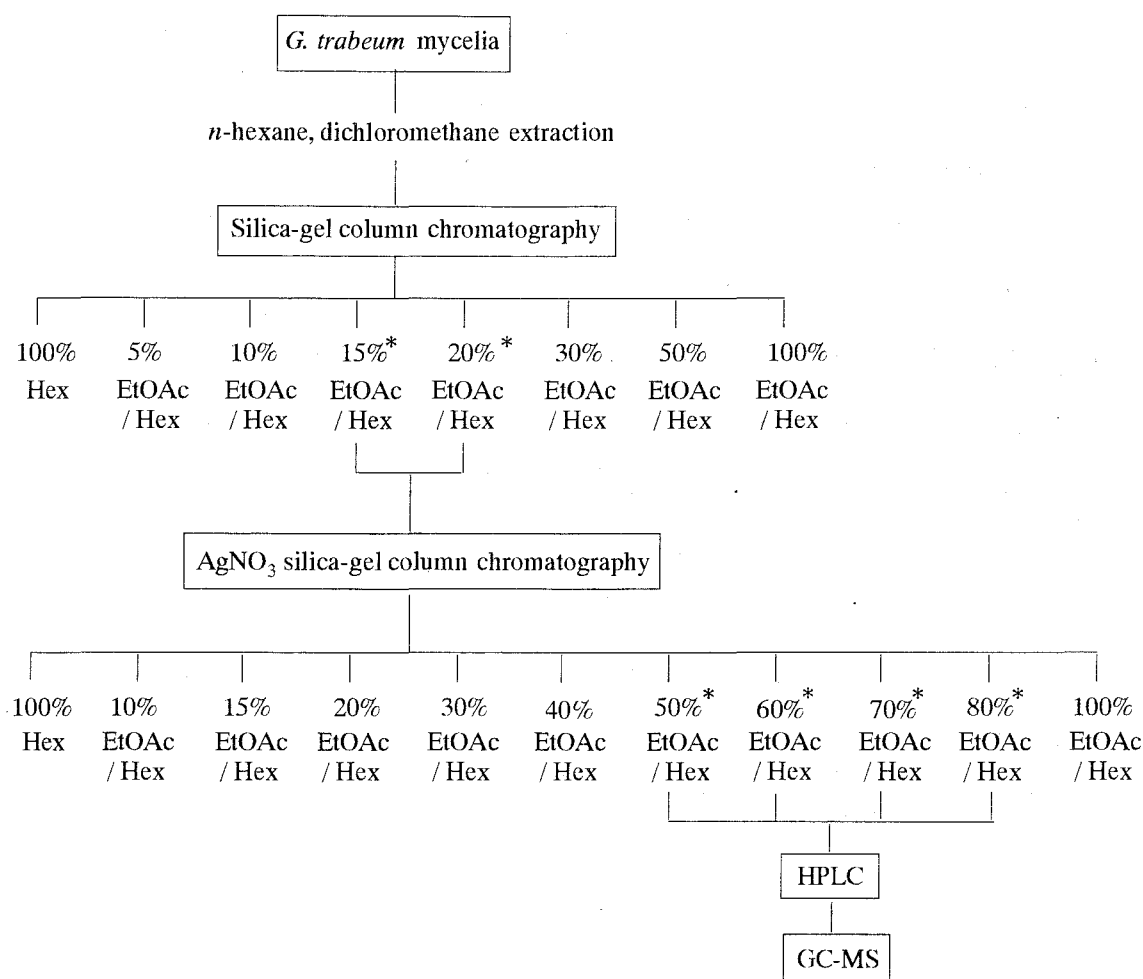 G. trabeum mycelia
n-hexane, dichloromethane extraction
Silica-gel column chromatography
100% 5% 10% 15%* 20%* 30% 50% 100%
Hex EtOAc EtOAc EtOAc EtOAc EtOAc EtOAc EtOAc
/ Hex / Hex / Hex / Hex / Hex / Hex / Hex
AgNO₃ silica-gel column chromatography
100% 10% 15% 20% 30% 40% 50%* 60%* 70%* 80%* 100%
Hex EtOAc EtOAc EtOAc EtOAc EtOAc EtOAc EtOAc EtOAc EtOAc EtOAc
/ Hex / Hex / Hex / Hex / Hex / Hex / Hex / Hex / Hex / Hex
HPLC
GC-MS